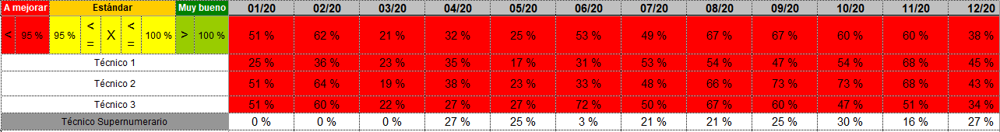 A mejorar Estándar Muy bueno 01/20 02/20 03/20 04/20 05/20 06/20 07/20 08/20 09/20 10/20 11/20 12/20
< 95 % 95 % < = X < = 100 % > 100 % 51 % 62 % 21 % 32 % 25 % 53 % 49 % 67 % 67 % 60 % 60 % 38 %
Técnico 1 25 % 36 % 23 % 35 % 17 % 31 % 53 % 54 % 47 % 54 % 68 % 45 %
Técnico 2 51 % 64 % 19 % 38 % 23 % 33 % 48 % 66 % 73 % 73 % 68 % 43 %
Técnico 3 51 % 60 % 22 % 27 % 27 % 72 % 50 % 67 % 60 % 47 % 51 % 34 %
Técnico Supernumerario 0 % 0 % 0 % 27 % 25 % 3 % 21 % 21 % 25 % 30 % 16 % 27 %